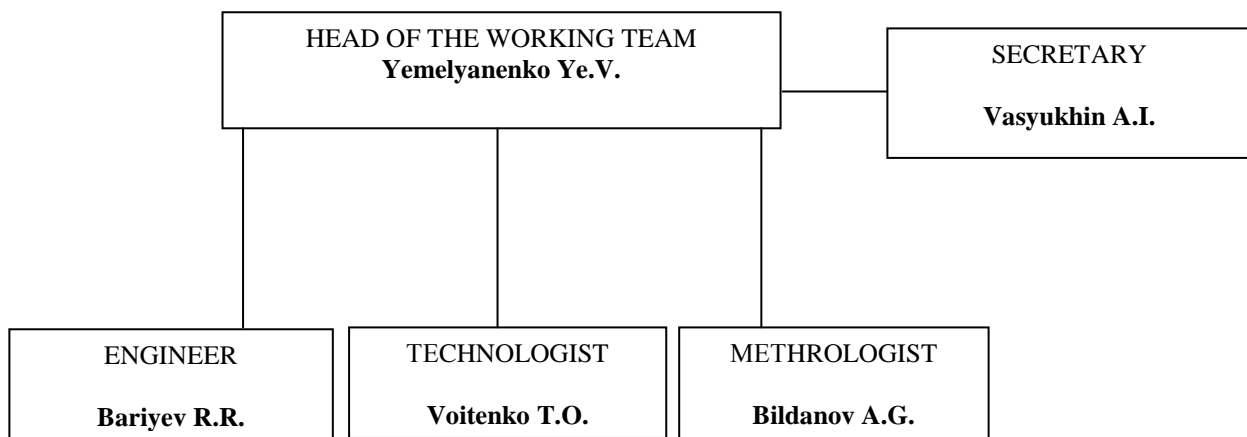 HEAD OF THE WORKING TEAM
Yemelyanenko Ye.V.
SECRETARY
Vasyukhin A.I.
ENGINEER
Bariyev R.R.
TECHNOLOGIST
Voitenko T.O.
METHROLOGIST
Bildanov A.G.